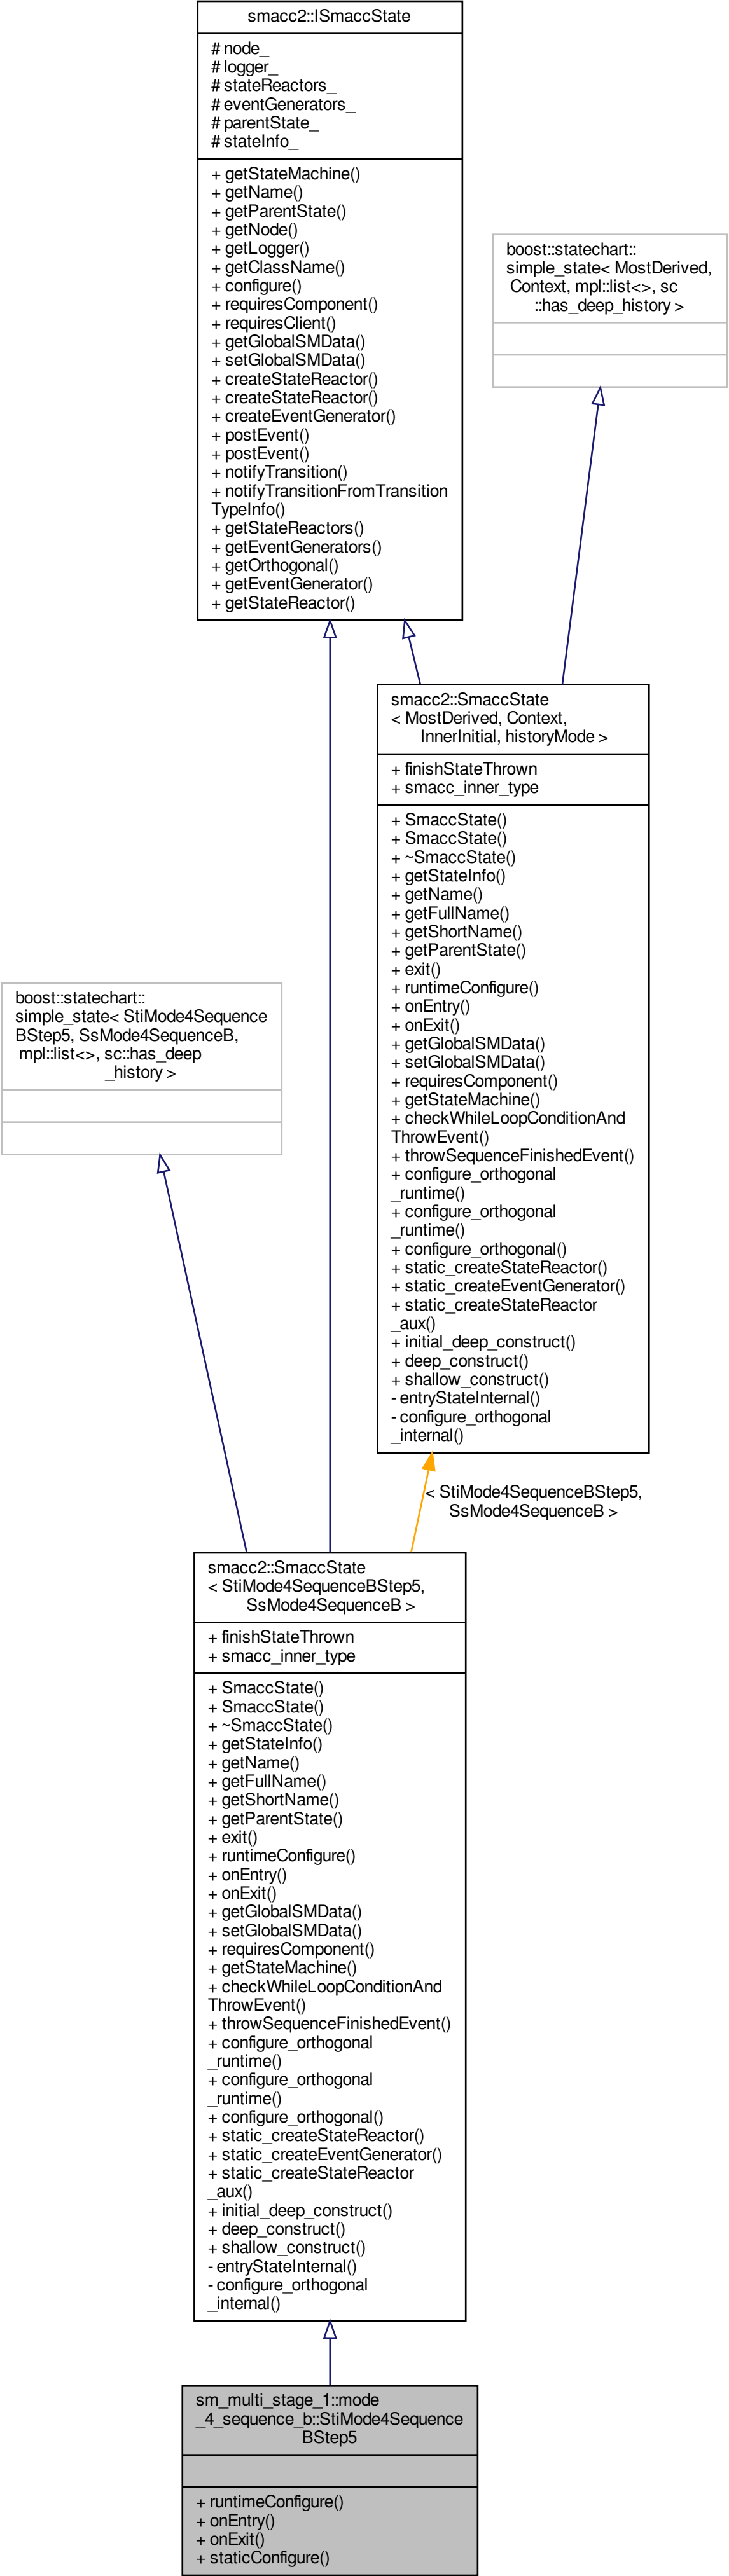 smacc2::ISmaccState
# node_
# logger_
# stateReactors_
# eventGenerators_
# parentState_
# stateInfo_
+ getStateMachine()
+ getName()
+ getParentState()
+ getNode()
+ getLogger()
+ getClassName()
+ configure()
+ requiresComponent()
+ requiresClient()
+ getGlobalSMData()
+ setGlobalSMData()
+ createStateReactor()
+ createStateReactor()
+ createEventGenerator()
+ postEvent()
+ postEvent()
+ notifyTransition()
+ notifyTransitionFromTransition
TypeInfo()
+ getStateReactors()
+ getEventGenerators()
+ getOrthogonal()
+ getEventGenerator()
+ getStateReactor()
boost::statechart::
simple_state< MostDerived,
Context, mpl::list<>, sc
::has_deep_history >
smacc2::SmaccState
< MostDerived, Context,
InnerInitial, historyMode >
+ finishStateThrown
+ smacc_inner_type
+ SmaccState()
+ SmaccState()
+ ~SmaccState()
+ getStateInfo()
+ getName()
+ getFullName()
+ getShortName()
+ getParentState()
+ exit()
+ runtimeConfigure()
+ onEntry()
+ onExit()
+ getGlobalSMData()
+ setGlobalSMData()
+ requiresComponent()
+ getStateMachine()
+ checkWhileLoopConditionAnd
ThrowEvent()
+ throwSequenceFinishedEvent()
+ configure_orthogonal
_runtime()
+ configure_orthogonal
_runtime()
+ configure_orthogonal()
+ static_createStateReactor()
+ static_createEventGenerator()
+ static_createStateReactor
_aux()
+ initial_deep_construct()
+ deep_construct()
+ shallow_construct()
- entryStateInternal()
- configure_orthogonal
_internal()
boost::statechart::
simple_state< StiMode4Sequence
BStep5, SsMode4SequenceB,
mpl::list<>, sc::has_deep
_history >
< StiMode4SequenceBStep5,
SsMode4SequenceB >
smacc2::SmaccState
< StiMode4SequenceBStep5,
SsMode4SequenceB >
+ finishStateThrown
+ smacc_inner_type
+ SmaccState()
+ SmaccState()
+ ~SmaccState()
+ getStateInfo()
+ getName()
+ getFullName()
+ getShortName()
+ getParentState()
+ exit()
+ runtimeConfigure()
+ onEntry()
+ onExit()
+ getGlobalSMData()
+ setGlobalSMData()
+ requiresComponent()
+ getStateMachine()
+ checkWhileLoopConditionAnd
ThrowEvent()
+ throwSequenceFinishedEvent()
+ configure_orthogonal
_runtime()
+ configure_orthogonal
_runtime()
+ configure_orthogonal()
+ static_createStateReactor()
+ static_createEventGenerator()
+ static_createStateReactor
_aux()
+ initial_deep_construct()
+ deep_construct()
+ shallow_construct()
- entryStateInternal()
- configure_orthogonal
_internal()
sm_multi_stage_1::mode
_4_sequence_b::StiMode4Sequence
BStep5
+ runtimeConfigure()
+ onEntry()
+ onExit()
+ staticConfigure()